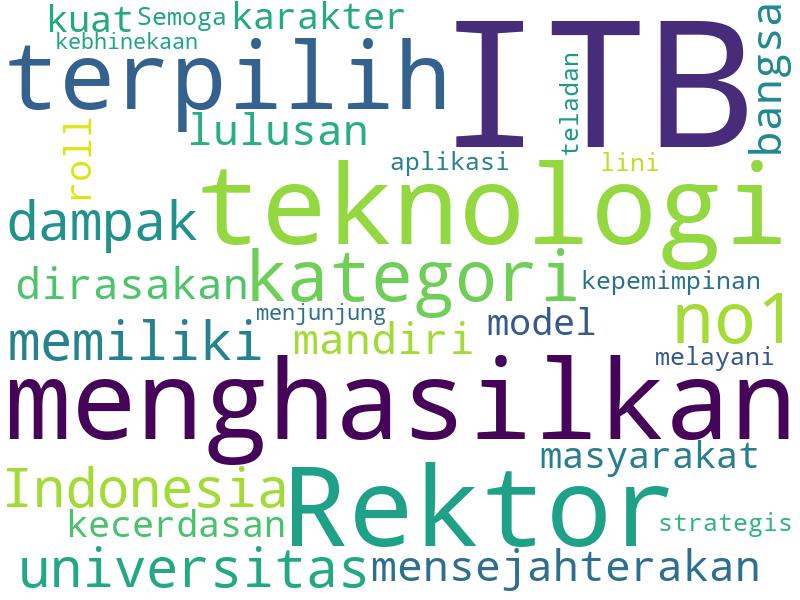 kuat Semoga karakter
kebhinekaan
terpilih ITB
teladan
bangsa
roll
lulusan
aplikasi lini
teknologi
dampak
dirasakan kategori kepemimpinan
menjunjung
memiliki mandiri model no1
melayani
menghasilkan
masyarakat
Indonesia Rektor
kecerdasan strategis
universitas mensejahterakan